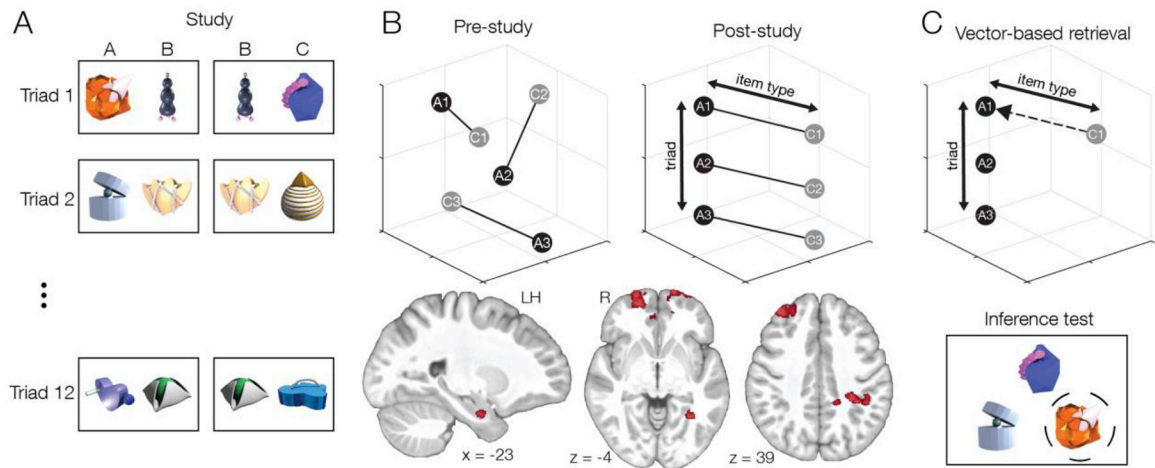 A
Study
A B B C
Triad 1
Triad 2
Triad 12
B
Pre-study
A1
C2
C1
A2
C3
A3
Post-study
item type
A1
C1
triad
A2
C2
A3
C3
LH
R
x = -23
z = -4
z = 39
C
Vector-based retrieval
item type
A1
C1
triad
A2
A3
Inference test